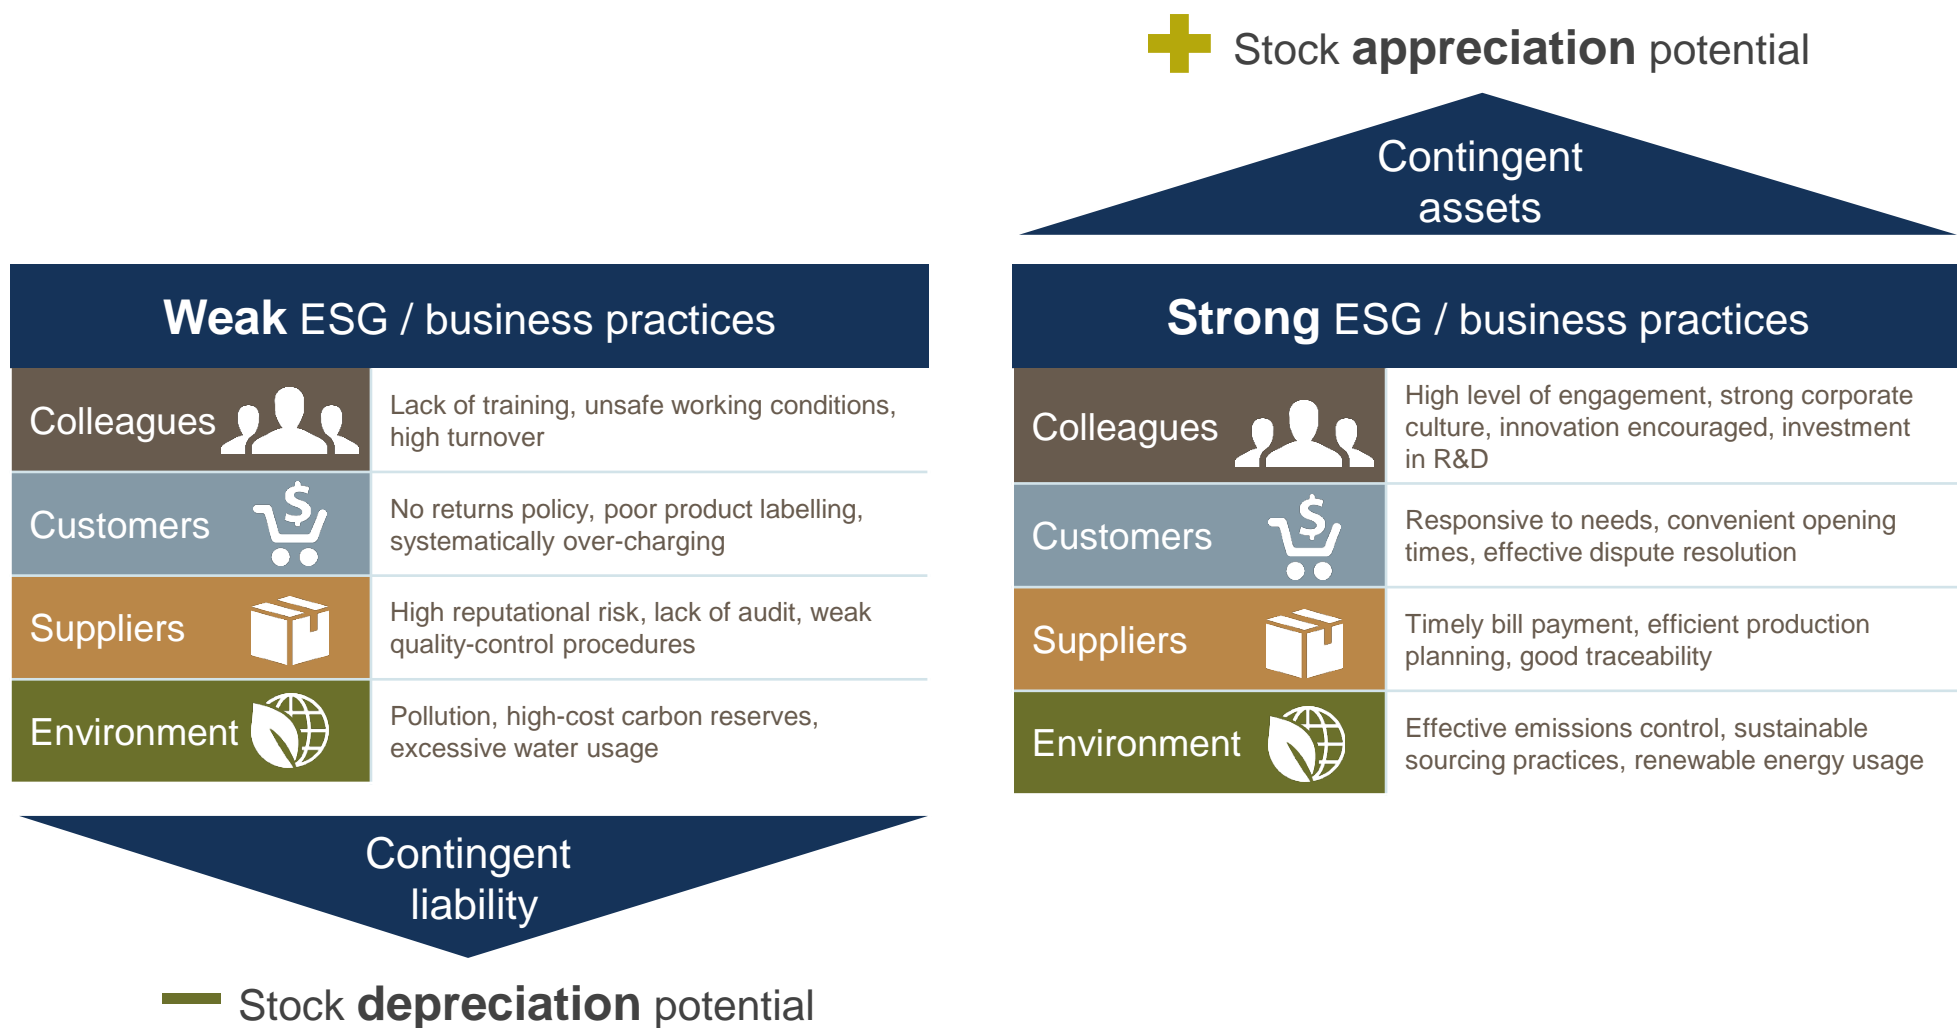 Stock appreciation potential
Contingent
assets
Weak ESG / business practices
Colleagues
Lack of training, unsafe working conditions,
high turnover
Customers
$
No returns policy, poor product labelling,
systematically over-charging
Suppliers
High reputational risk, lack of audit, weak
quality-control procedures
Environment
Pollution, high-cost carbon reserves,
excessive water usage
Contingent
liability
Stock depreciation potential
Strong ESG / business practices
Colleagues
High level of engagement, strong corporate
culture, innovation encouraged, investment
in R&D
Customers
$
Responsive to needs, convenient opening
times, effective dispute resolution
Suppliers
Timely bill payment, efficient production
planning, good traceability
Environment
Effective emissions control, sustainable
sourcing practices, renewable energy usage